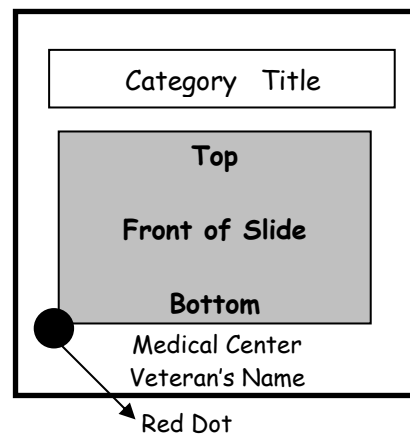 Category Title
Top
Front of Slide
Bottom
Medical Center
Veteran's Name
Red Dot